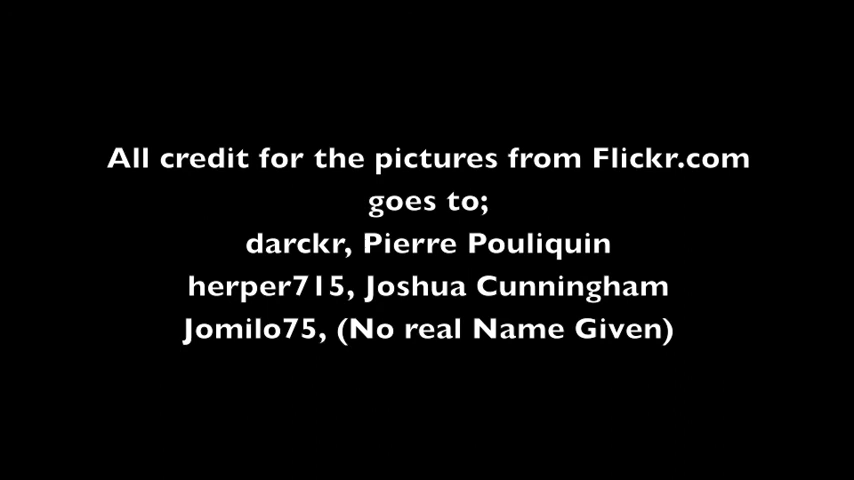 All credit for the pictures from Flickr.com
goes to;
darckr, Pierre Pouliquin
herper715, Joshua Cunningham
Jomilo75, (No real Name Given)